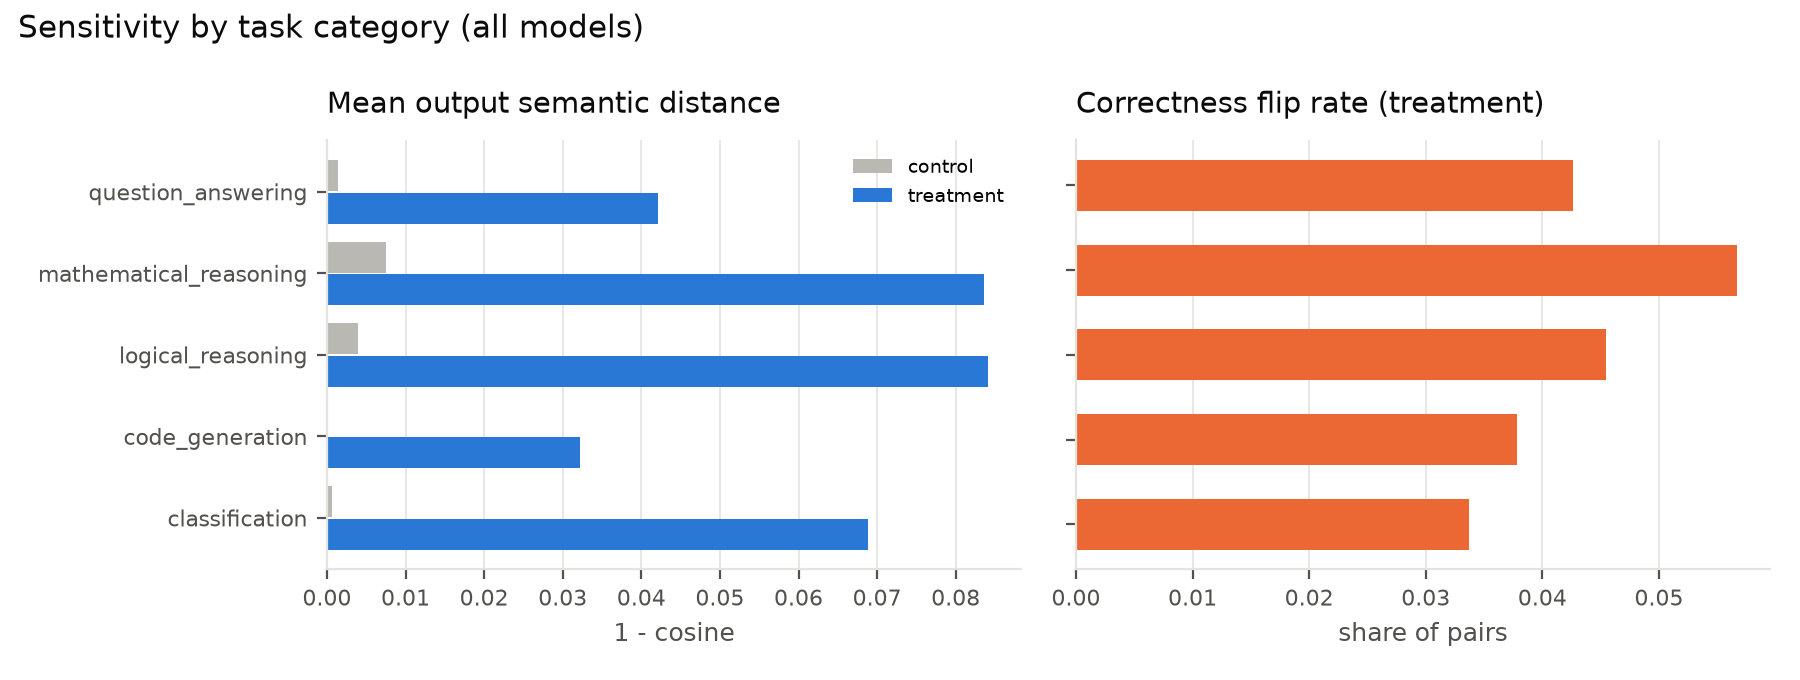 Sensitivity by task category (all models)
Mean output semantic distance
control
treatment
question_answering
mathematical_reasoning
logical_reasoning
code_generation
classification
0.00 0.01 0.02 0.03 0.04 0.05 0.06 0.07 0.08
1 - cosine
Correctness flip rate (treatment)
0.00 0.01 0.02 0.03 0.04 0.05
share of pairs